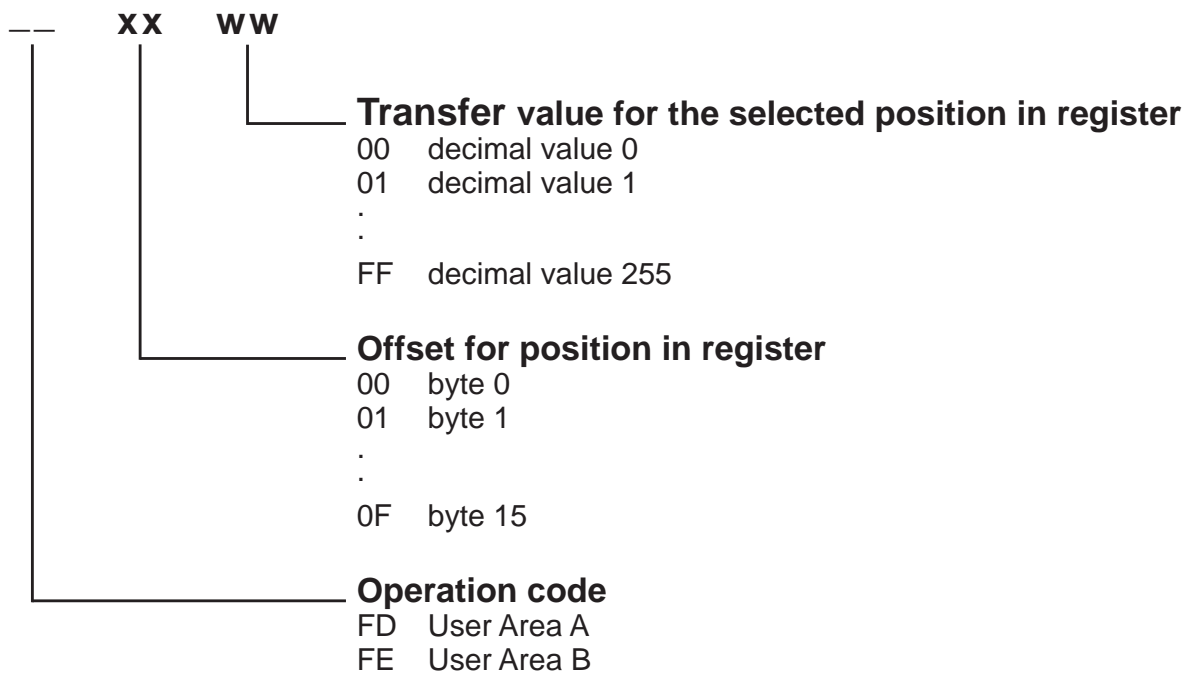 __ xx ww
Transfer value for the selected position in register
00 decimal value 0
01 decimal value 1
.
.
FF decimal value 255
Offset for position in register
00 byte 0
01 byte 1
.
.
0F byte 15
Operation code
FD User Area A
FE User Area B